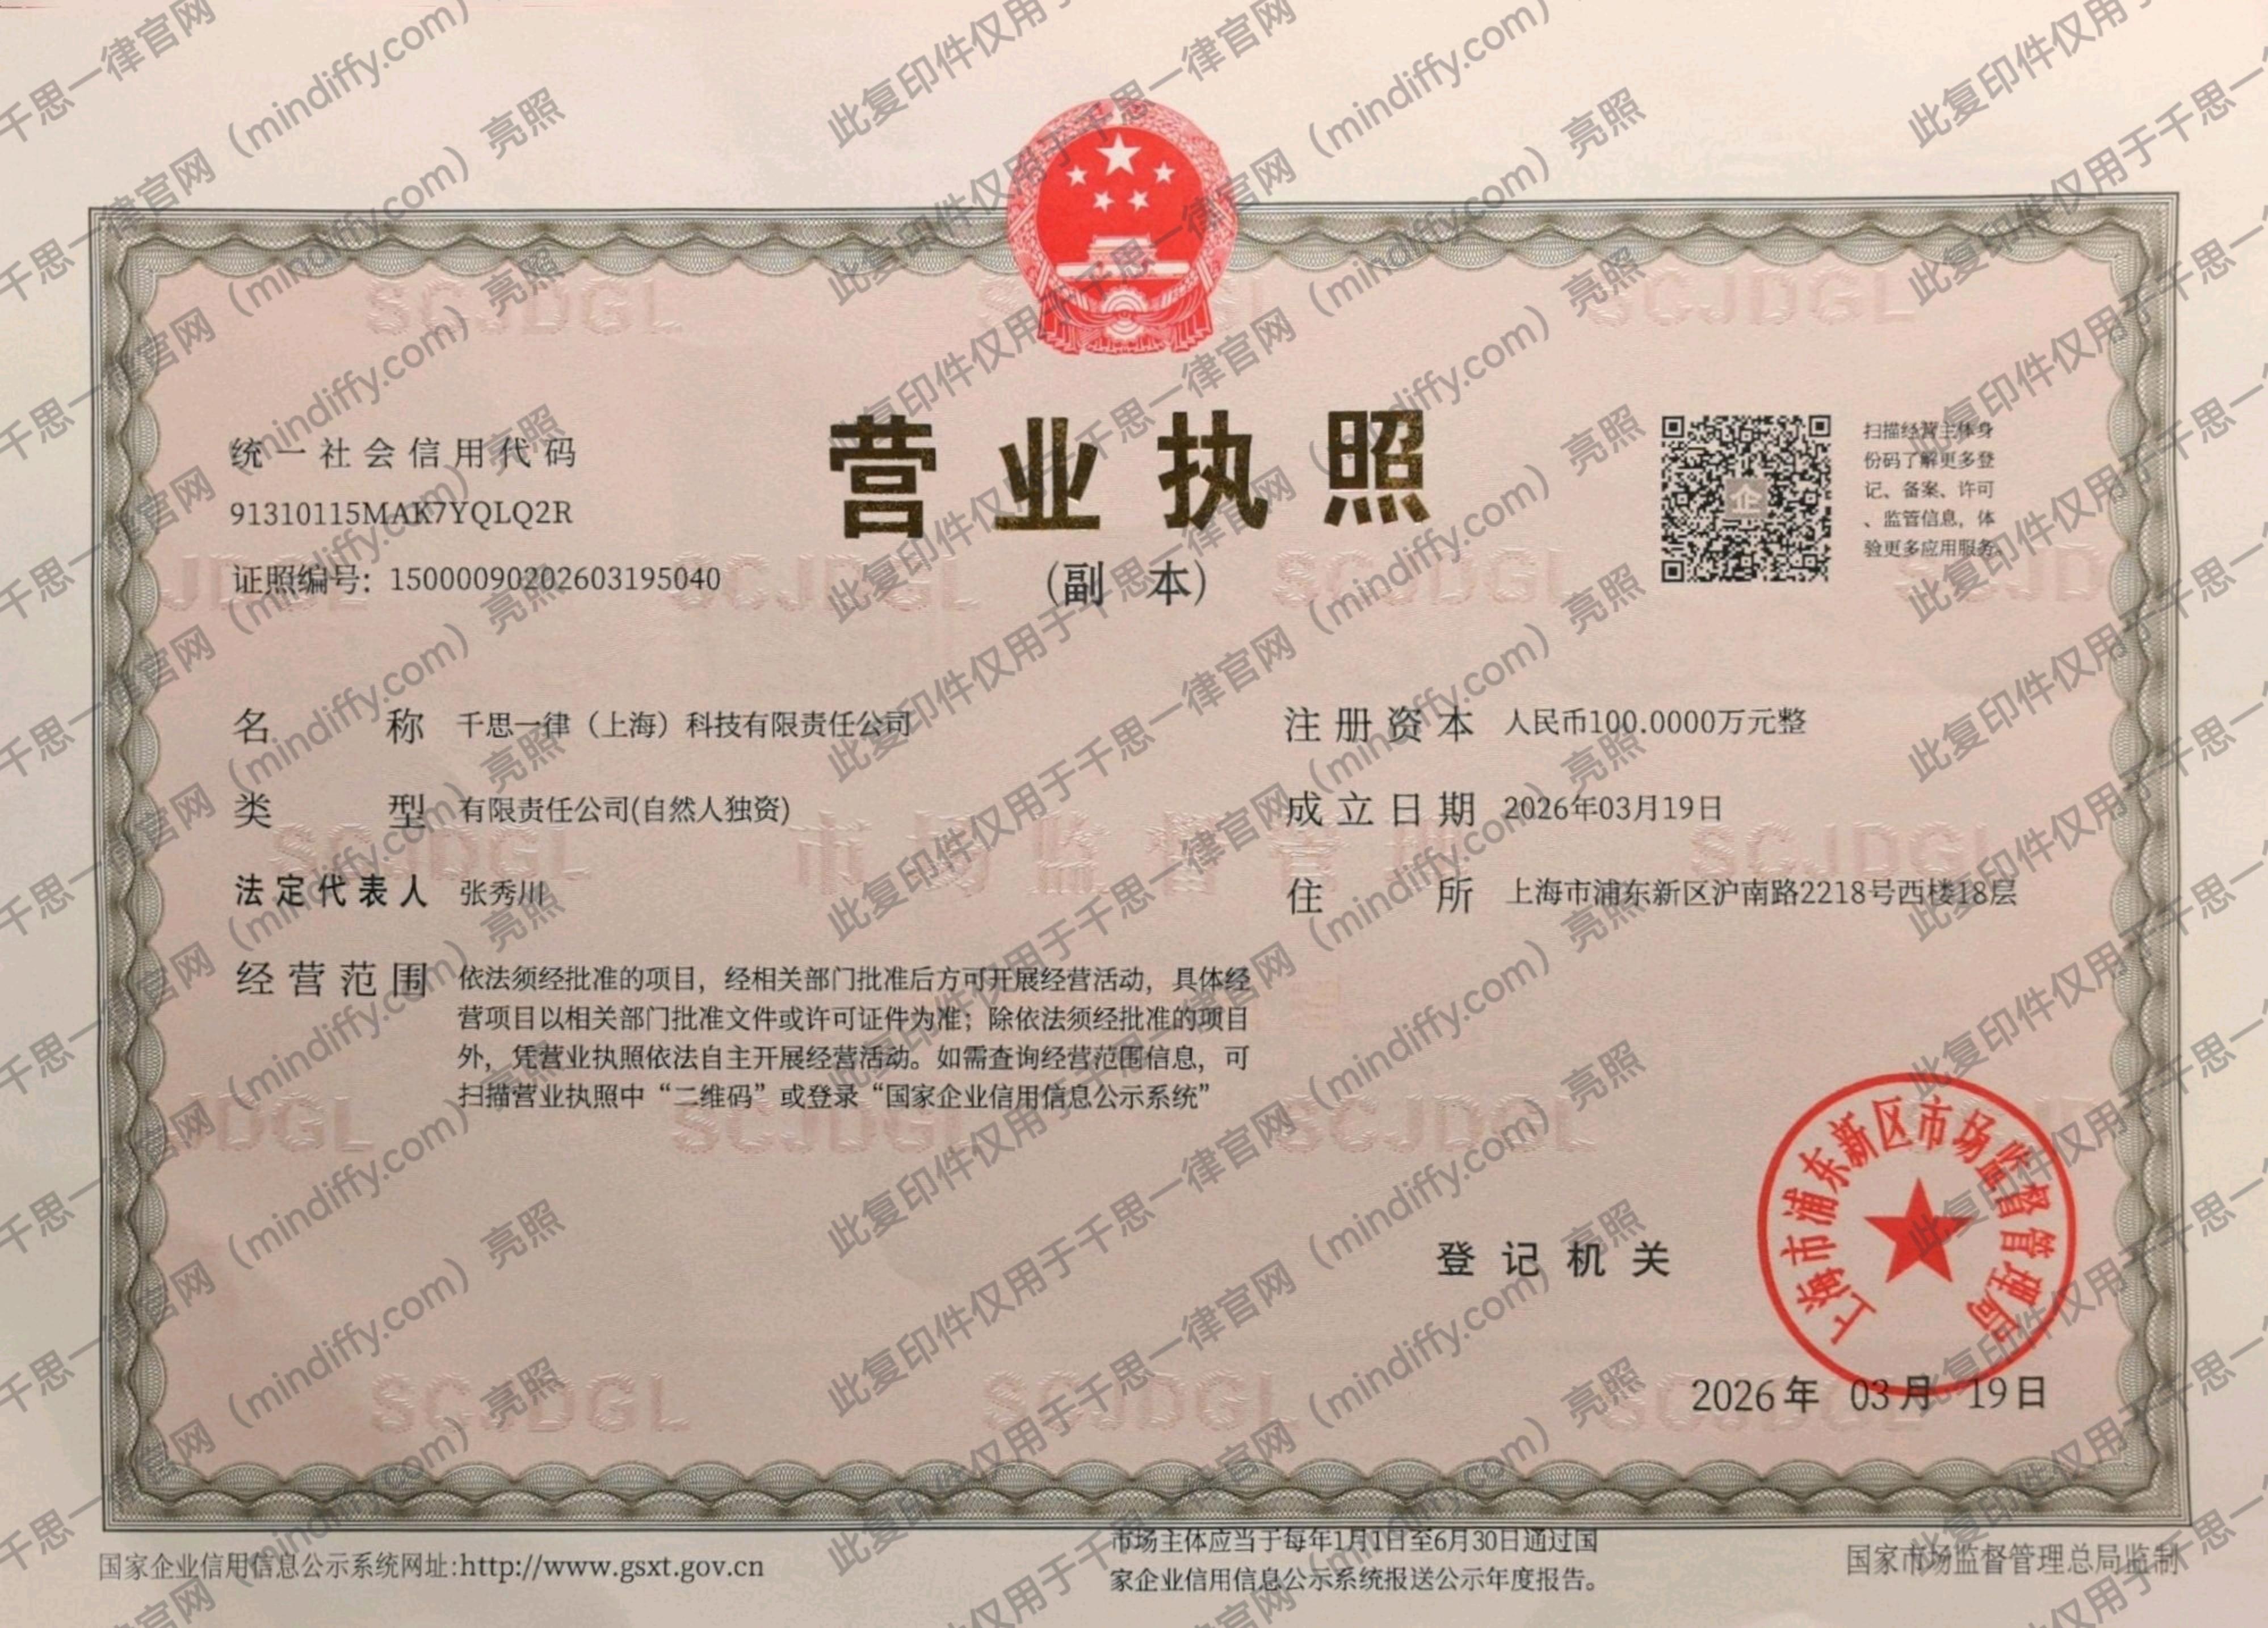 营业执照
（副 本）
统一社会信用代码
91310115MAK7YQLQ2R
证照编号：15000090202603195040
扫描经营主体身
份码了解更多登
记、备案、许可
、监管信息，体
验更多应用服务。
名 称 千思一律（上海）科技有限责任公司
类 型 有限责任公司(自然人独资)
法定代表人 张秀川
经营范围 依法须经批准的项目，经相关部门批准后方可开展经营活动，具体经
营项目以相关部门批准文件或许可证件为准；除依法须经批准的项目
外，凭营业执照依法自主开展经营活动。如需查询经营范围信息，可
扫描营业执照中“二维码”或登录“国家企业信用信息公示系统”
注册资本 人民币100.0000万元整
成立日期 2026年03月19日
住 所 上海市浦东新区沪南路2218号西楼18层
登记机关
上海市浦东新区市场监督管理局
2026年 03月 19日
国家企业信用信息公示系统网址:http://www.gsxt.gov.cn
市场主体应当于每年1月1日至6月30日通过国
家企业信用信息公示系统报送公示年度报告。
国家市场监督管理总局监制
此复印件仅用于千思一律官网（mindiffy.com）亮照
SCJDGL